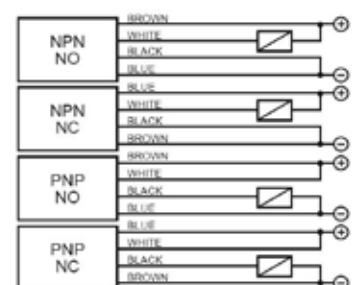 BROWN
NPN NO
WHITE
BLACK
BLUE
⊕
⊖
BLUE
NPN NC
WHITE
BLACK
BROWN
⊕
⊖
BROWN
PNP NO
WHITE
BLACK
BLUE
⊕
⊖
BLUE
PNP NC
WHITE
BLACK
BROWN
⊕
⊖